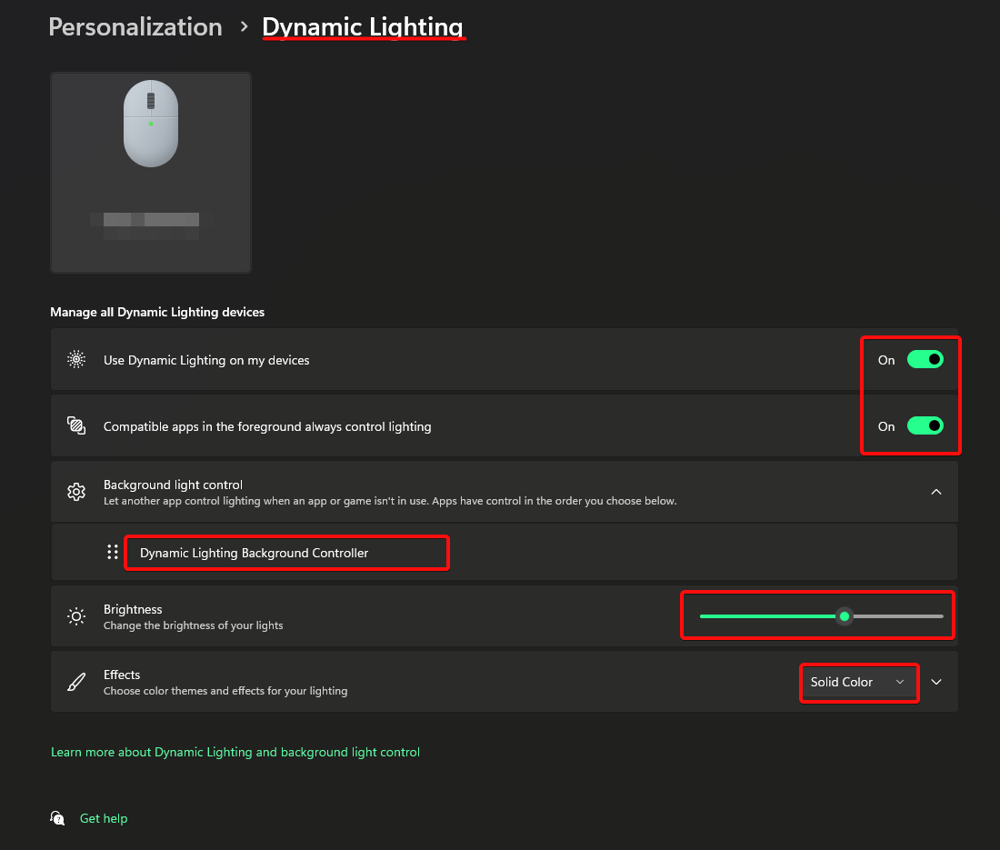 Personalization > Dynamic Lighting
Manage all Dynamic Lighting devices
Use Dynamic Lighting on my devices
On
Compatible apps in the foreground always control lighting
On
Background light control
Let another app control lighting when an app or game isn't in use. Apps have control in the order you choose below.
Dynamic Lighting Background Controller
Brightness
Change the brightness of your lights
Effects
Choose color themes and effects for your lighting
Solid Color
Learn more about Dynamic Lighting and background light control
Get help